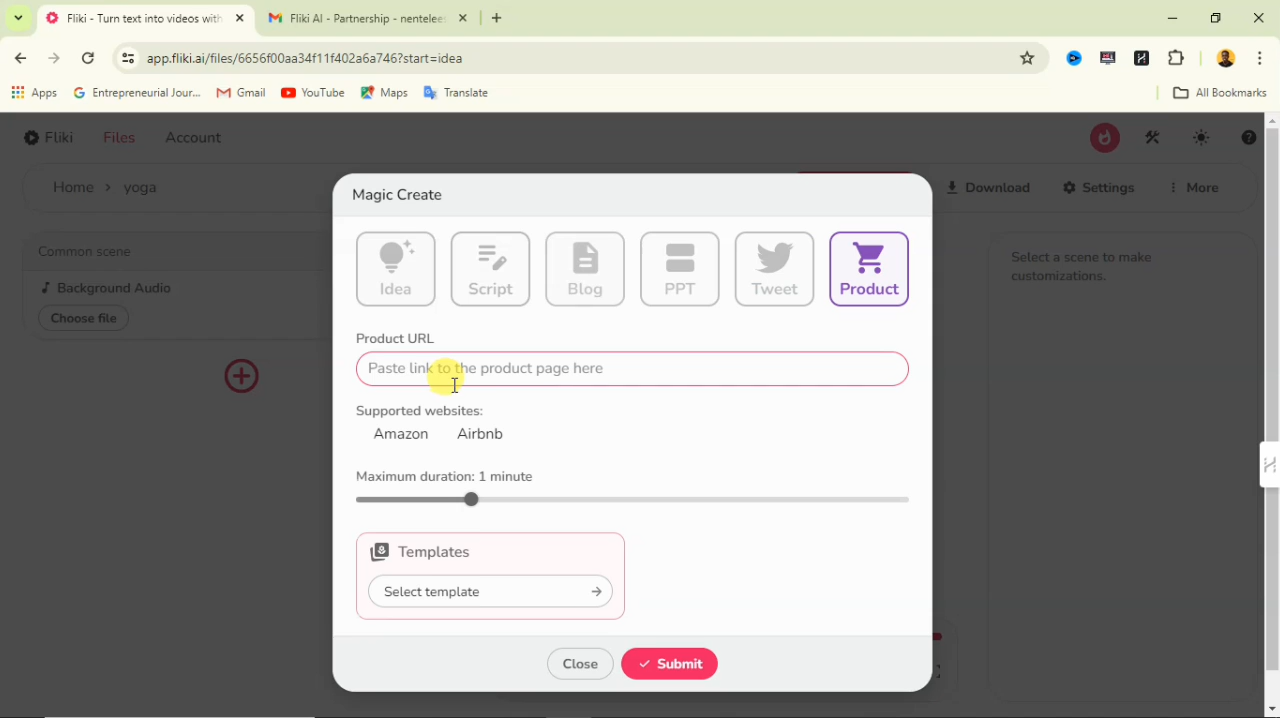 Fliki - Turn text into videos with
Fliki AI - Partnership - nentelee
app.fliki.ai/files/6656f00aa34f11f402a6a746?start=idea
Apps
Entrepreneurial Jour...
Gmail
YouTube
Maps
Translate
All Bookmarks
Fliki
Files
Account
Home > yoga
Download
Settings
More
Common scene
Background Audio
Choose file
Select a scene to make
customizations.
Magic Create
Idea
Script
Blog
PPT
Tweet
Product
Product URL
Paste link to the product page here
Supported websites:
Amazon
Airbnb
Maximum duration: 1 minute
Templates
Select template
Close
Submit